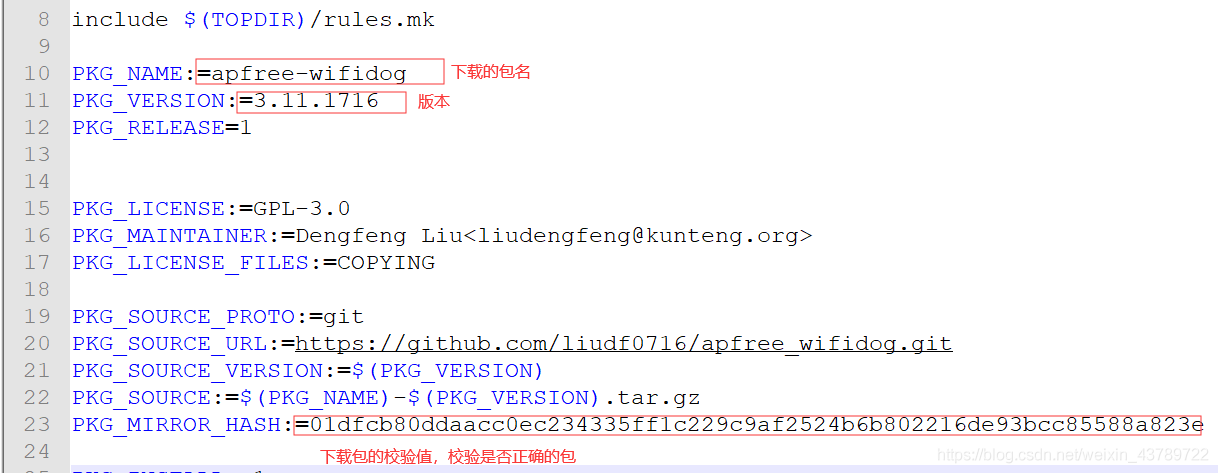 8 include $(TOPDIR)/rules.mk
9
10 PKG_NAME:=apfree-wifidog 下载的包名
11 PKG_VERSION:=3.11.1716 版本
12 PKG_RELEASE=1
13
14
15 PKG_LICENSE:=GPL-3.0
16 PKG_MAINTAINER:=Dengfeng Liu<liudengfeng@kunteng.org>
17 PKG_LICENSE_FILES:=COPYING
18
19 PKG_SOURCE_PROTO:=git
20 PKG_SOURCE_URL:=https://github.com/liudf0716/apfree_wifidog.git
21 PKG_SOURCE_VERSION:=$(PKG_VERSION)
22 PKG_SOURCE:=$(PKG_NAME)-$(PKG_VERSION).tar.gz
23 PKG_MIRROR_HASH:=01dfcb80ddaacc0ec234335ff1c229c9af2524b6b802216de93bcc85588a823e
24 下载包的校验值，校验是否正确的包
https://blog.csdn.net/weixin_43789722